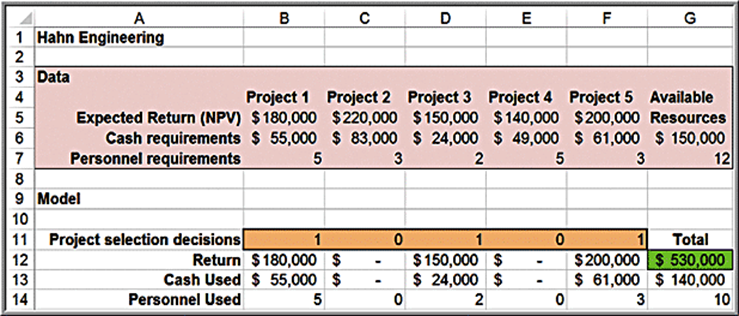 A B C D E F G
1 Hahn Engineering
2
3 Data
4 Project 1 Project 2 Project 3 Project 4 Project 5 Available
5 Expected Return (NPV) $180,000 $220,000 $150,000 $140,000 $200,000 Resources
6 Cash requirements $ 55,000 $ 83,000 $ 24,000 $ 49,000 $ 61,000 $ 150,000
7 Personnel requirements 5 3 2 5 3 12
8
9 Model
10
11 Project selection decisions 1 0 1 0 1 Total
12 Return $180,000 $ - $150,000 $ - $200,000 $ 530,000
13 Cash Used $ 55,000 $ - $ 24,000 $ - $ 61,000 $ 140,000
14 Personnel Used 5 0 2 0 3 10